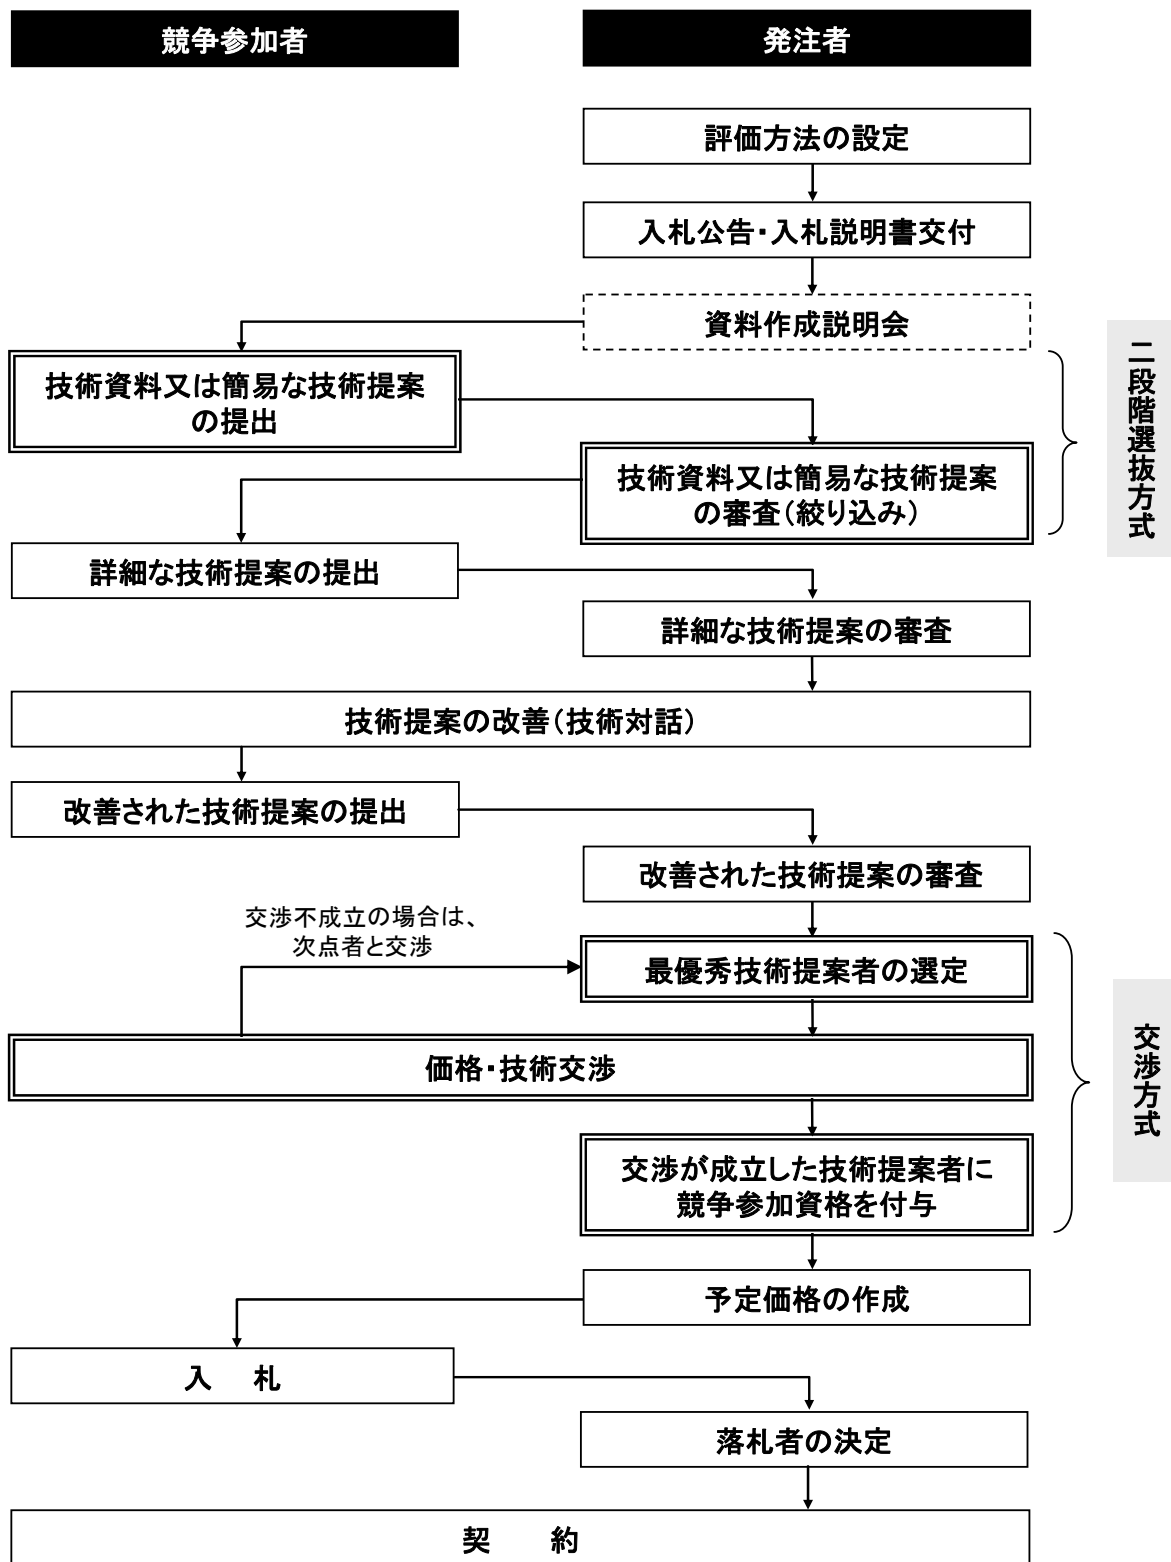 競争参加者
発注者
評価方法の設定
入札公告・入札説明書交付
資料作成説明会
技術資料又は簡易な技術提案
の提出
二段階選抜方式
技術資料又は簡易な技術提案
の審査（絞り込み）
詳細な技術提案の提出
詳細な技術提案の審査
技術提案の改善（技術対話）
改善された技術提案の提出
改善された技術提案の審査
交渉不成立の場合は、
次点者と交渉
最優秀技術提案者の選定
価格・技術交渉
交渉方式
交渉が成立した技術提案者に
競争参加資格を付与
予定価格の作成
入　札
落札者の決定
契　約